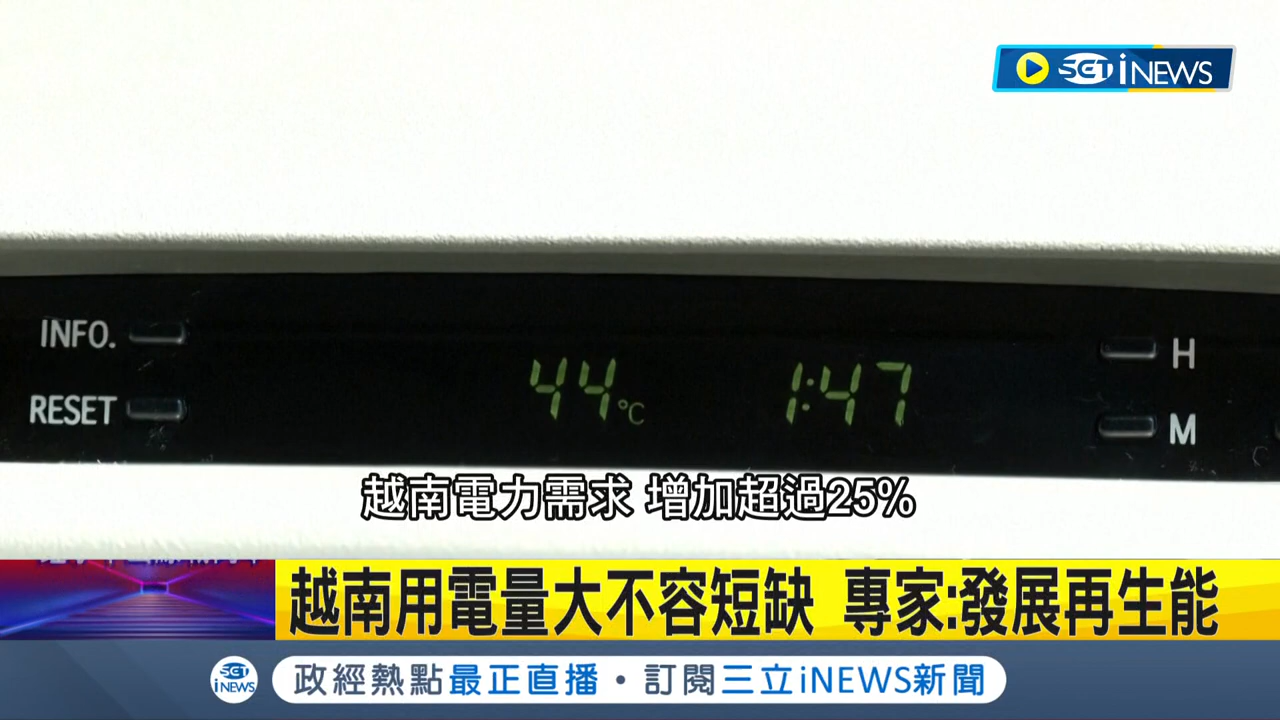 SETiNEWS
INFO.
44°C 1:47
H
RESET
M
越南電力需求 增加超過25%
越南用電量大不容短缺 專家:發展再生能
SETiNEWS 政經熱點最正直播·訂閱三立iNEWS新聞